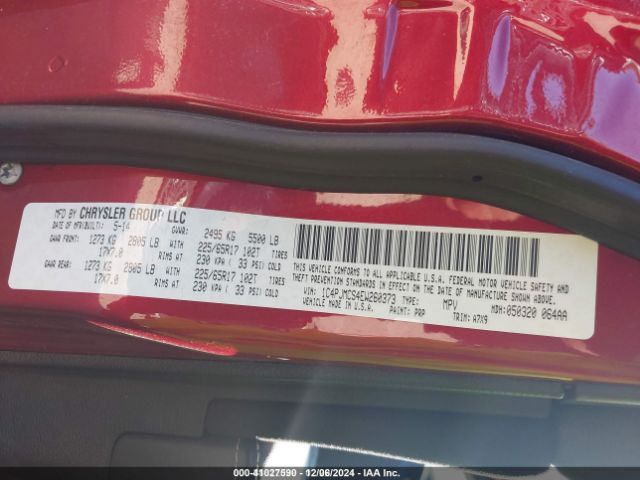 MFD BY CHRYSLER GROUP LLC
DATE OF MFR(BUILT): 5-14 GVWR: 2495 KG 5500 LB
GAWR FRONT: 1273 KG 2805 LB WITH 225/65R17 102T TIRES
17X7.0 RIMS AT 230 KPA ( 33 PSI) COLD
GAWR REAR: 1273 KG 2805 LB WITH 225/65R17 102T TIRES
17X7.0 RIMS AT 230 KPA ( 33 PSI) COLD
THIS VEHICLE CONFORMS TO ALL APPLICABLE U.S.A. FEDERAL MOTOR VEHICLE SAFETY
AND THEFT PREVENTION STANDARDS IN EFFECT ON THE DATE OF MANUFACTURE SHOWN ABOVE.
VIN: 1C4PJMCS4EW260373 TYPE: MPV MDH:050320 064AA
VEHICLE MADE IN U.S.A. PAINT: PRP TRIM: A7X9
000-41027590 - 12/06/2024 - IAA Inc.